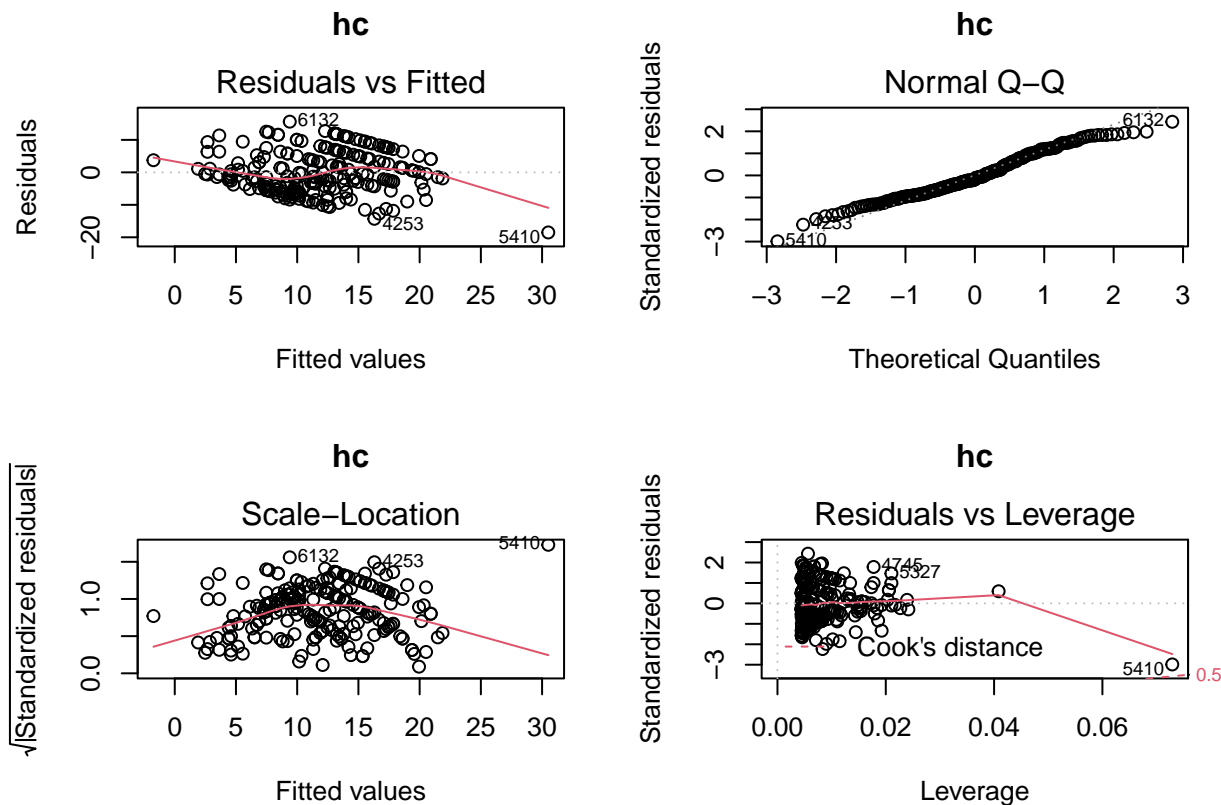 hc
Residuals vs Fitted
Residuals
0
−20
6132
4253
5410
0 5 10 15 20 25 30
Fitted values
hc
Normal Q−Q
Standardized residuals
2
0
−3
6132
4253
5410
−3 −2 −1 0 1 2 3
Theoretical Quantiles
hc
Scale−Location
√|Standardized residuals|
1.0
0.0
5410
6132
4253
0 5 10 15 20 25 30
Fitted values
hc
Residuals vs Leverage
Standardized residuals
2
0
−3
4745
5327
Cook's distance
5410
0.5
0.00 0.02 0.04 0.06
Leverage